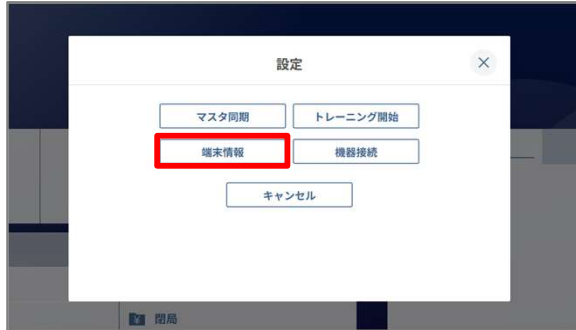 設定
マスタ同期
トレーニング開始
端末情報
機器接続
キャンセル
閉局